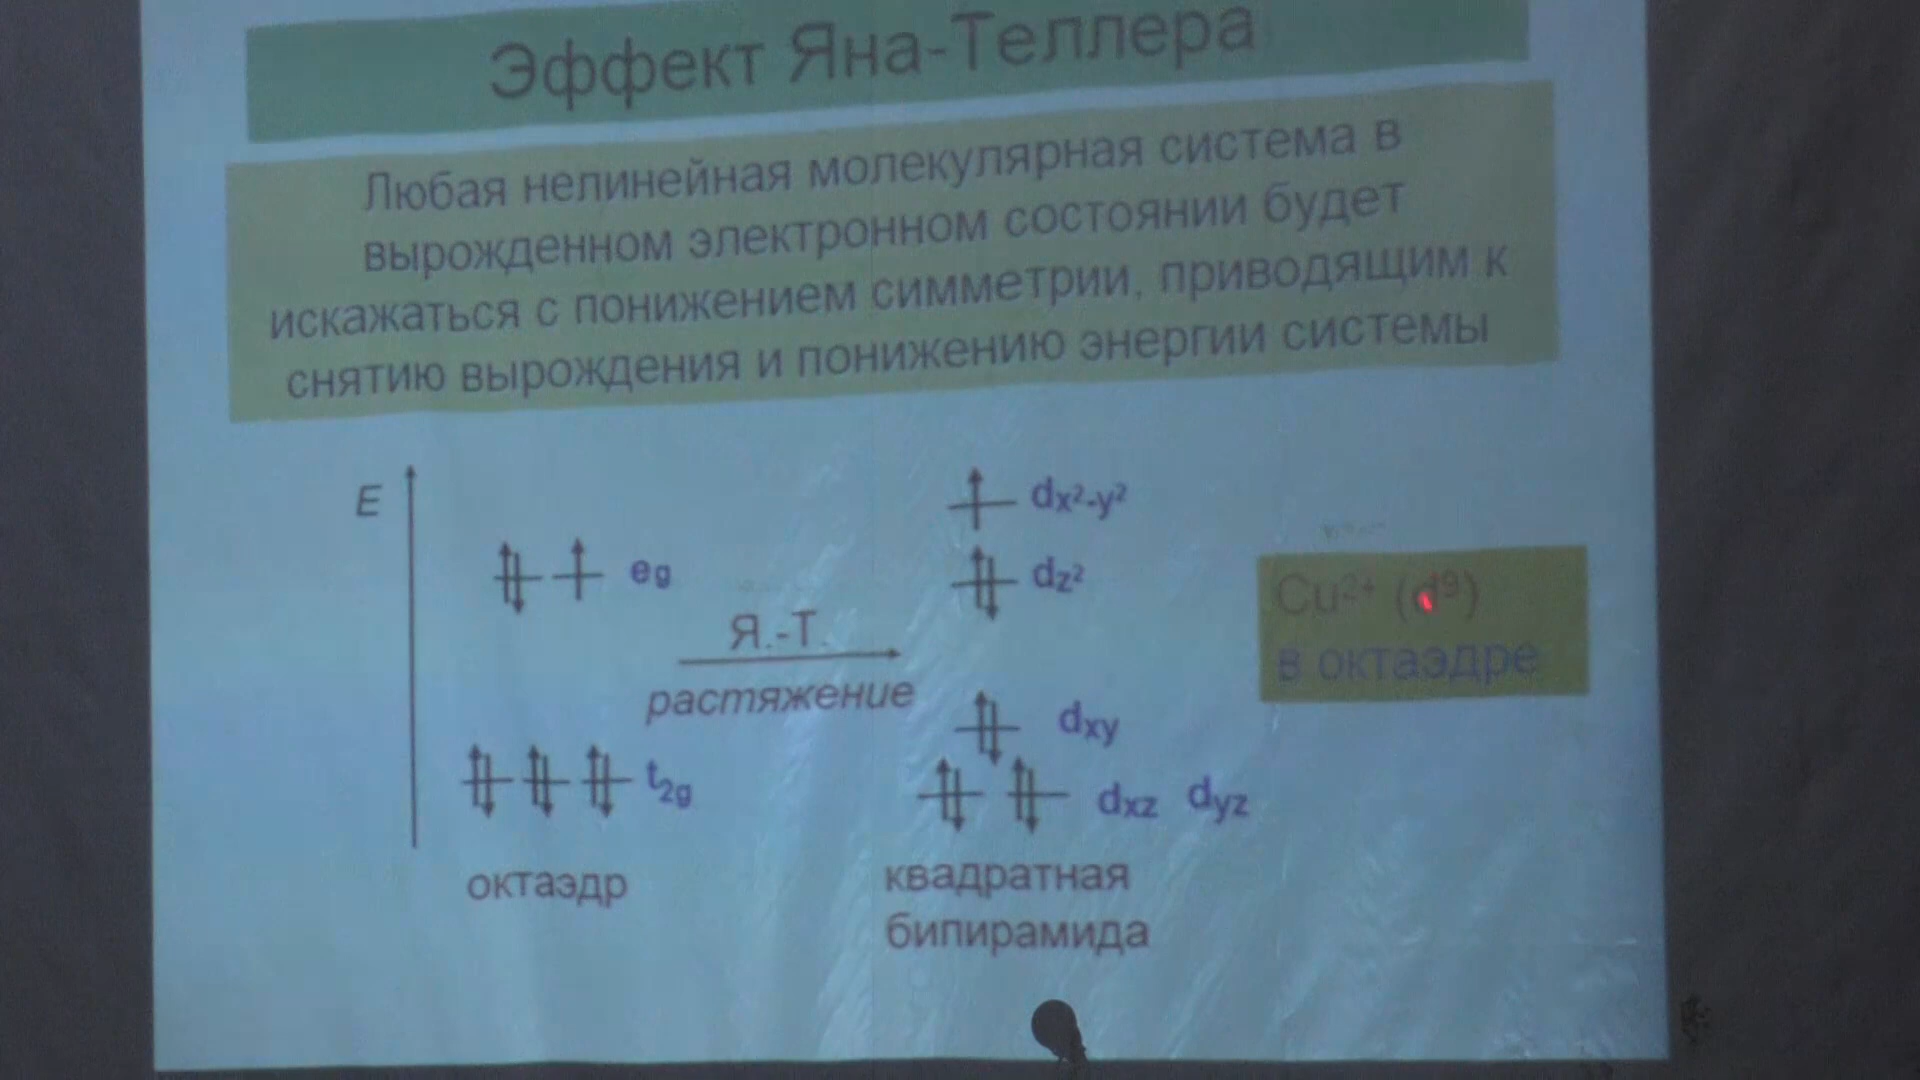 Эффект Яна-Теллера
Любая нелинейная молекулярная система в
вырожденном электронном состоянии будет
искажаться с понижением симметрии, приводящим к
снятию вырождения и понижению энергии системы
E
eg
t2g
октаэдр
Я.-Т.
растяжение
dx²-y²
dz²
dxy
dxz dyz
квадратная
бипирамида
Cu²⁺ (d⁹)
в октаэдре